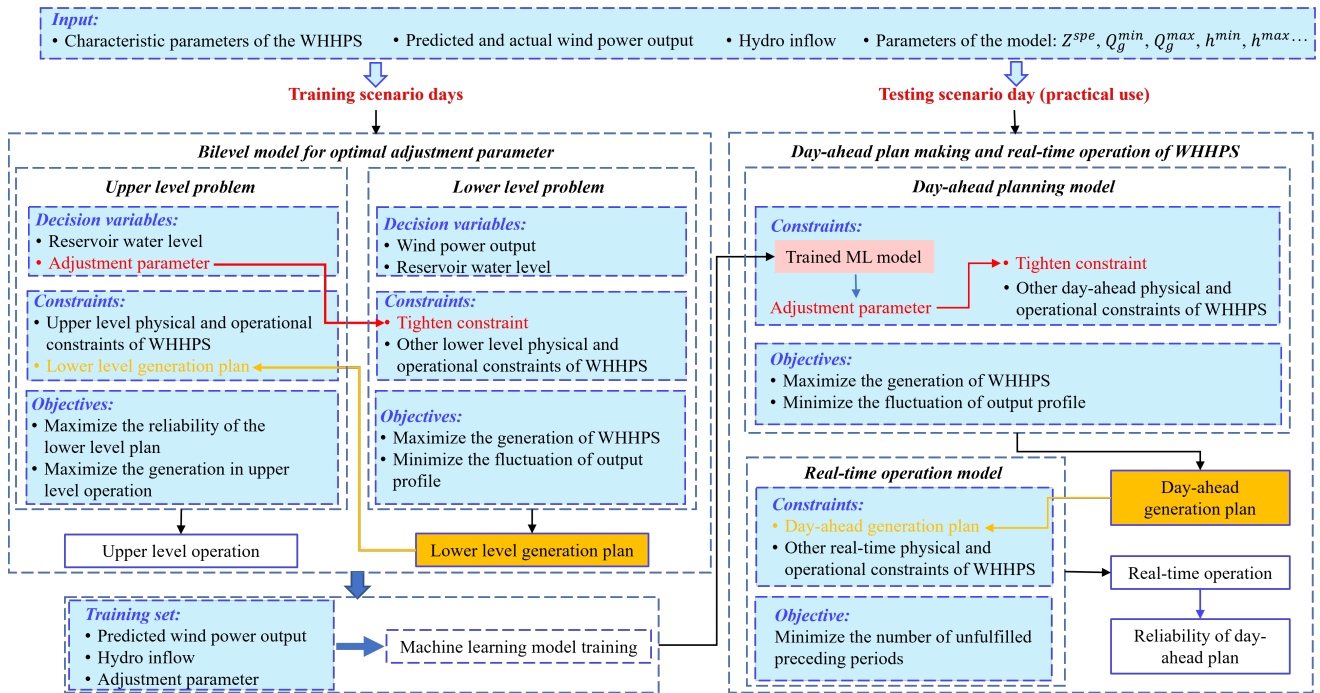 Input:
• Characteristic parameters of the WHHPS • Predicted and actual wind power output • Hydro inflow • Parameters of the model: $Z^{spe}, Q_g^{min}, Q_g^{max}, h^{min}, h^{max}$...
Training scenario days
Testing scenario day (practical use)
Bilevel model for optimal adjustment parameter
Upper level problem
Decision variables:
• Reservoir water level
• Adjustment parameter
Constraints:
• Upper level physical and operational
constraints of WHHPS
• Lower level generation plan
Objectives:
• Maximize the reliability of the
lower level plan
• Maximize the generation in upper
level operation
Upper level operation
Lower level problem
Decision variables:
• Wind power output
• Reservoir water level
Constraints:
• Tighten constraint
• Other lower level physical and
operational constraints of WHHPS
Objectives:
• Maximize the generation of WHHPS
• Minimize the fluctuation of output
profile
Lower level generation plan
Training set:
• Predicted wind power output
• Hydro inflow
• Adjustment parameter
Machine learning model training
Day-ahead plan making and real-time operation of WHHPS
Day-ahead planning model
Constraints:
Trained ML model
Adjustment parameter
• Tighten constraint
• Other day-ahead physical and
operational constraints of WHHPS
Objectives:
• Maximize the generation of WHHPS
• Minimize the fluctuation of output profile
Day-ahead
generation plan
Real-time operation model
Constraints:
• Day-ahead generation plan
• Other real-time physical and
operational constraints of WHHPS
Objective:
Minimize the number of unfulfilled
preceding periods
Real-time operation
Reliability of day-
ahead plan